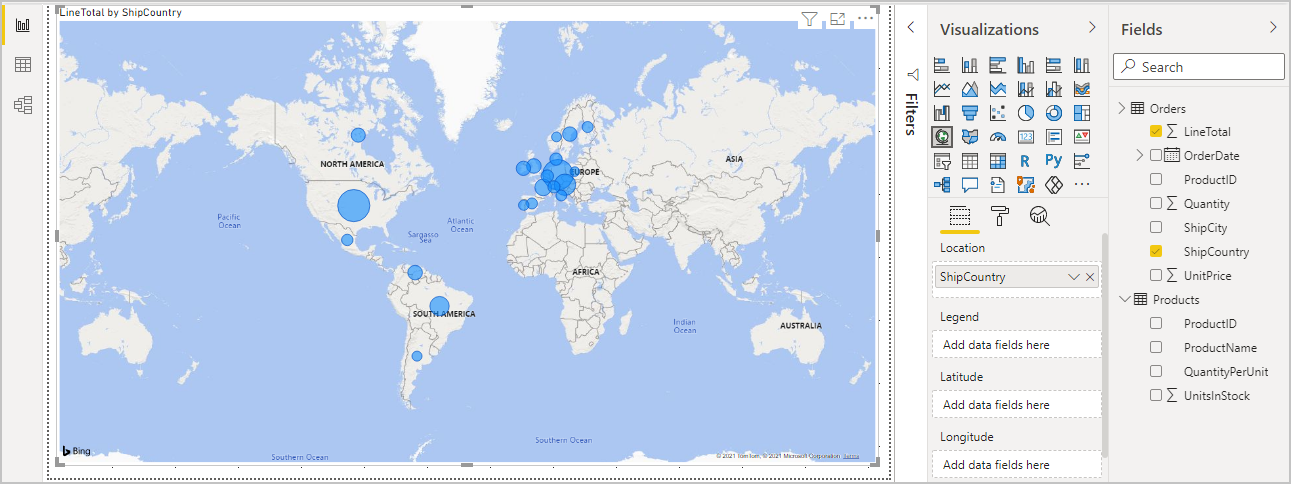 LineTotal by ShipCountry
NORTH AMERICA
EUROPE
ASIA
Pacific
Ocean
Atlantic
Ocean
Sargasso
Sea
AFRICA
SOUTH AMERICA
Indian
Ocean
AUSTRALIA
Southern Ocean
Southern Ocean
Bing
© 2021 TomTom, © 2021 Microsoft Corporation Terms
Filters
Visualizations
123
R
Py
Location
ShipCountry
Legend
Add data fields here
Latitude
Add data fields here
Longitude
Add data fields here
Fields
Search
Orders
LineTotal
OrderDate
ProductID
Quantity
ShipCity
ShipCountry
UnitPrice
Products
ProductID
ProductName
QuantityPerUnit
UnitsInStock